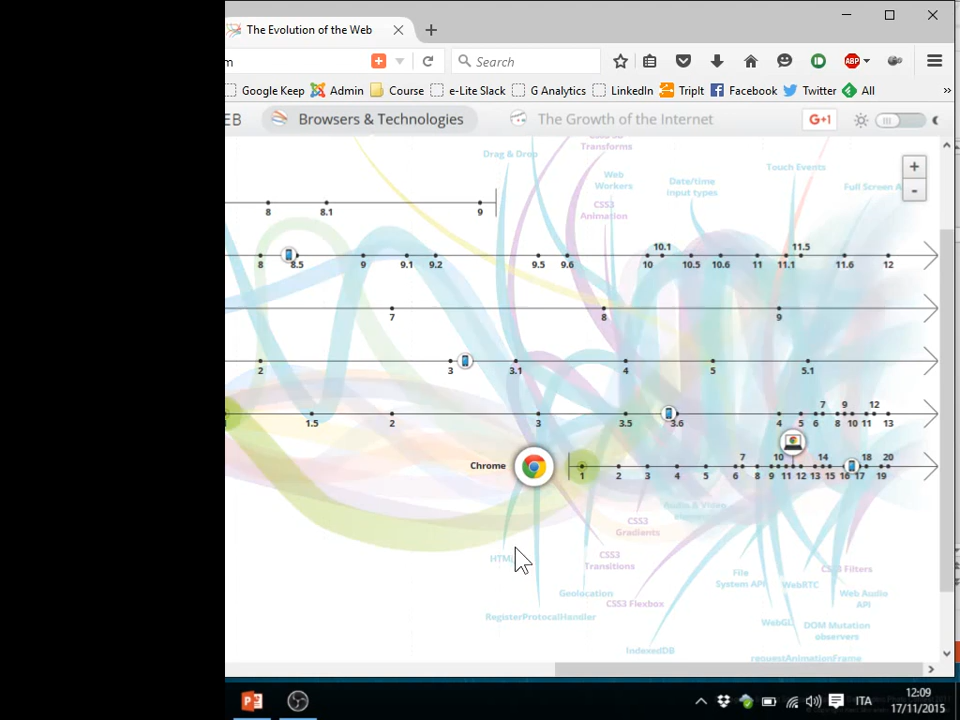 The Evolution of the Web
m
Search
Google Keep
Admin
Course
e-Lite Slack
G Analytics
LinkedIn
TripIt
Facebook
Twitter
All
»
EB
Browsers & Technologies
The Growth of the Internet
G+1
Transforms
Drag & Drop
Web
Workers
Date/time
input types
Touch Events
Full Screen A
+
-
CSS3
Animation
8 8.1 9
10.1 11.5
8 8.5 9 9.1 9.2 9.5 9.6 10 10.5 10.6 11 11.1 11.6 12
7 8 9
2 3 3.1 4 5 5.1
7 9 12
1.5 2 3 3.5 3.6 4 5 6 8 10 11 13
Chrome
7 10 14 18 20
1 2 3 4 5 6 8 9 11 12 13 15 16 17 19
Audio & Video
CSS3
Gradients
HTM
CSS3
Transitions
File
System API
WebRTC
CSS3 Filters
Geolocation
CSS3 Flexbox
Web Audio
API
RegisterProtocalHandler
WebGL
DOM Mutation
observers
IndexedDB
requestAnimationFrame
ITA
12:09
17/11/2015